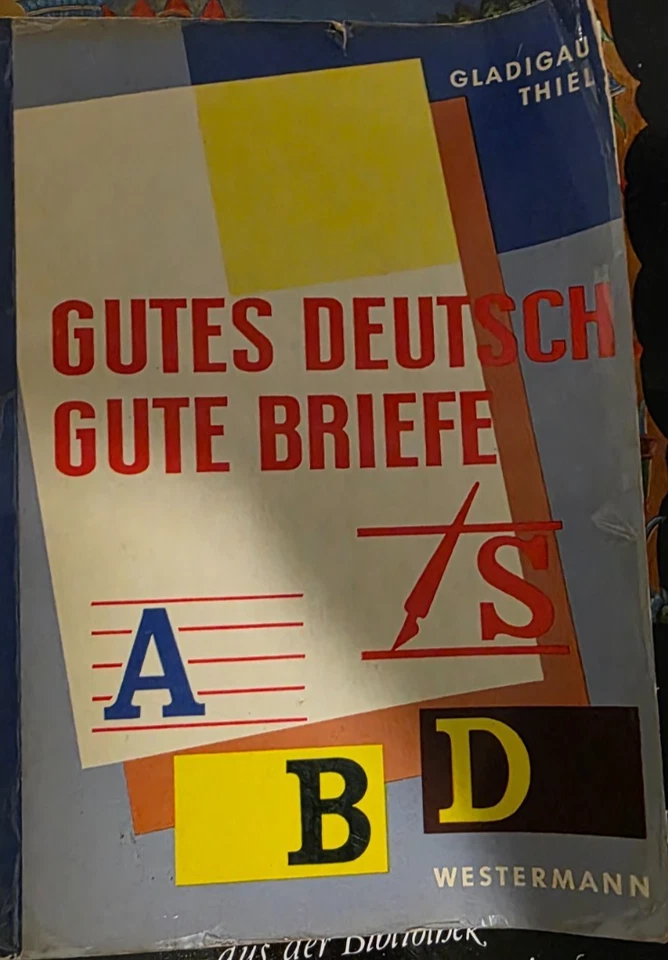 GLADIGAU
THIEL
GUTES DEUTSCH
GUTE BRIEFE
S
A
B
D
WESTERMANN
aus der Bibliothek